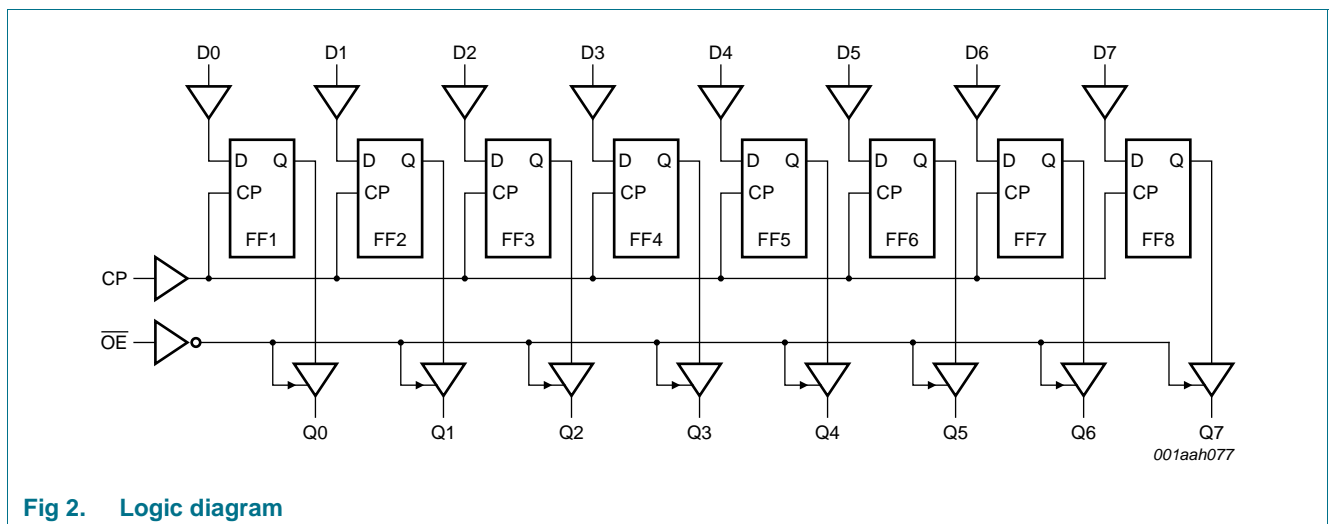 D0 D1 D2 D3 D4 D5 D6 D7
D Q D Q D Q D Q D Q D Q D Q D Q
CP CP CP CP CP CP CP CP
FF1 FF2 FF3 FF4 FF5 FF6 FF7 FF8
CP
O̅E̅
Q0 Q1 Q2 Q3 Q4 Q5 Q6 Q7
001aah077
Fig 2. Logic diagram